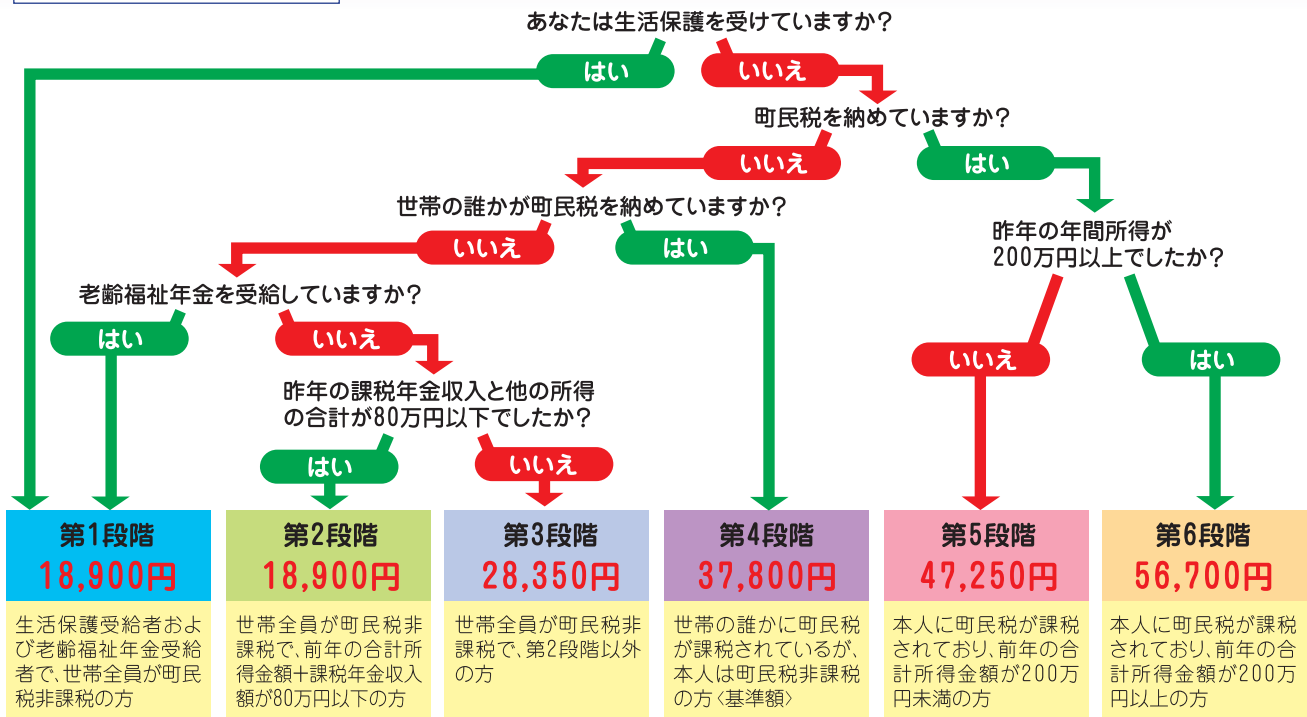 あなたは生活保護を受けていますか?
はい
いいえ
町民税を納めていますか?
いいえ
はい
世帯の誰かが町民税を納めていますか?
いいえ
はい
昨年の年間所得が
200万円以上でしたか?
老齢福祉年金を受給していますか?
はい
いいえ
いいえ
はい
昨年の課税年金収入と他の所得
の合計が80万円以下でしたか?
はい
いいえ
第1段階
18,900円
生活保護受給者およ
び老齢福祉年金受給
者で、世帯全員が町民
税非課税の方
第2段階
18,900円
世帯全員が町民税非
課税で、前年の合計所
得金額+課税年金収入
額が80万円以下の方
第3段階
28,350円
世帯全員が町民税非
課税で、第2段階以外
の方
第4段階
37,800円
世帯の誰かに町民税
が課税されているが、
本人は町民税非課税
の方〈基準額〉
第5段階
47,250円
本人に町民税が課税
されており、前年の合
計所得金額が200万
円未満の方
第6段階
56,700円
本人に町民税が課税
されており、前年の合
計所得金額が200万
円以上の方